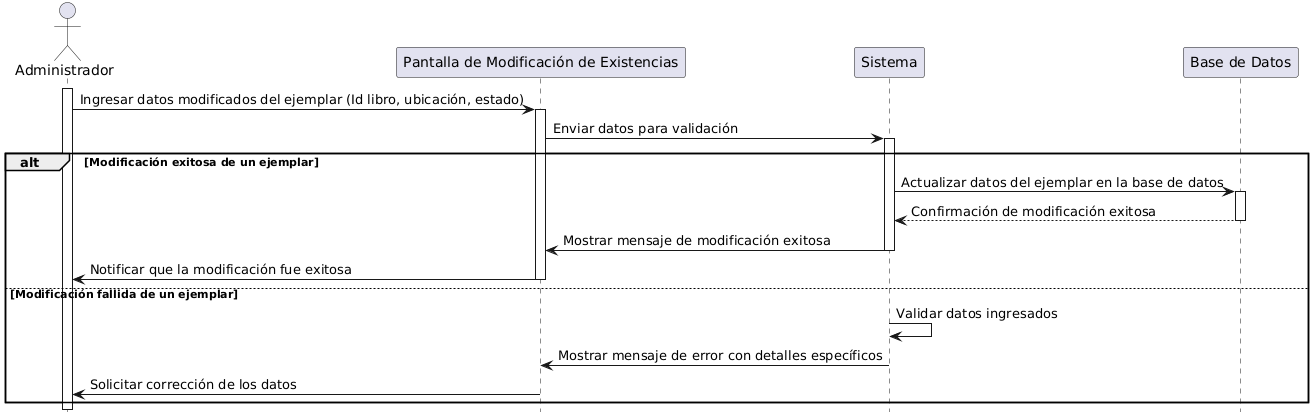 Administrador
Pantalla de Modificación de Existencias
Sistema
Base de Datos
Ingresar datos modificados del ejemplar (Id libro, ubicación, estado)
Enviar datos para validación
alt
[Modificación exitosa de un ejemplar]
Actualizar datos del ejemplar en la base de datos
Confirmación de modificación exitosa
Mostrar mensaje de modificación exitosa
Notificar que la modificación fue exitosa
[Modificación fallida de un ejemplar]
Validar datos ingresados
Mostrar mensaje de error con detalles específicos
Solicitar corrección de los datos